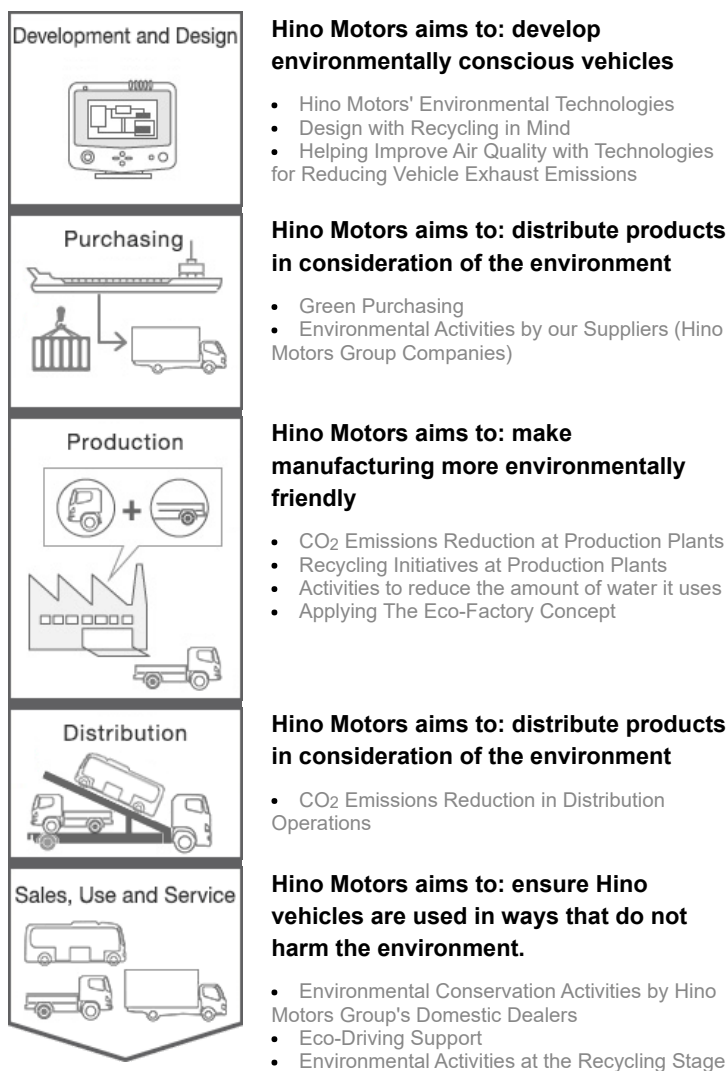 Development and Design
Hino Motors aims to: develop
environmentally conscious vehicles
• Hino Motors' Environmental Technologies
• Design with Recycling in Mind
• Helping Improve Air Quality with Technologies
for Reducing Vehicle Exhaust Emissions
Purchasing
Hino Motors aims to: distribute products
in consideration of the environment
• Green Purchasing
• Environmental Activities by our Suppliers (Hino
Motors Group Companies)
Production
Hino Motors aims to: make
manufacturing more environmentally
friendly
• CO2 Emissions Reduction at Production Plants
• Recycling Initiatives at Production Plants
• Activities to reduce the amount of water it uses
• Applying The Eco-Factory Concept
Distribution
Hino Motors aims to: distribute products
in consideration of the environment
• CO2 Emissions Reduction in Distribution
Operations
Sales, Use and Service
Hino Motors aims to: ensure Hino
vehicles are used in ways that do not
harm the environment.
• Environmental Conservation Activities by Hino
Motors Group's Domestic Dealers
• Eco-Driving Support
• Environmental Activities at the Recycling Stage